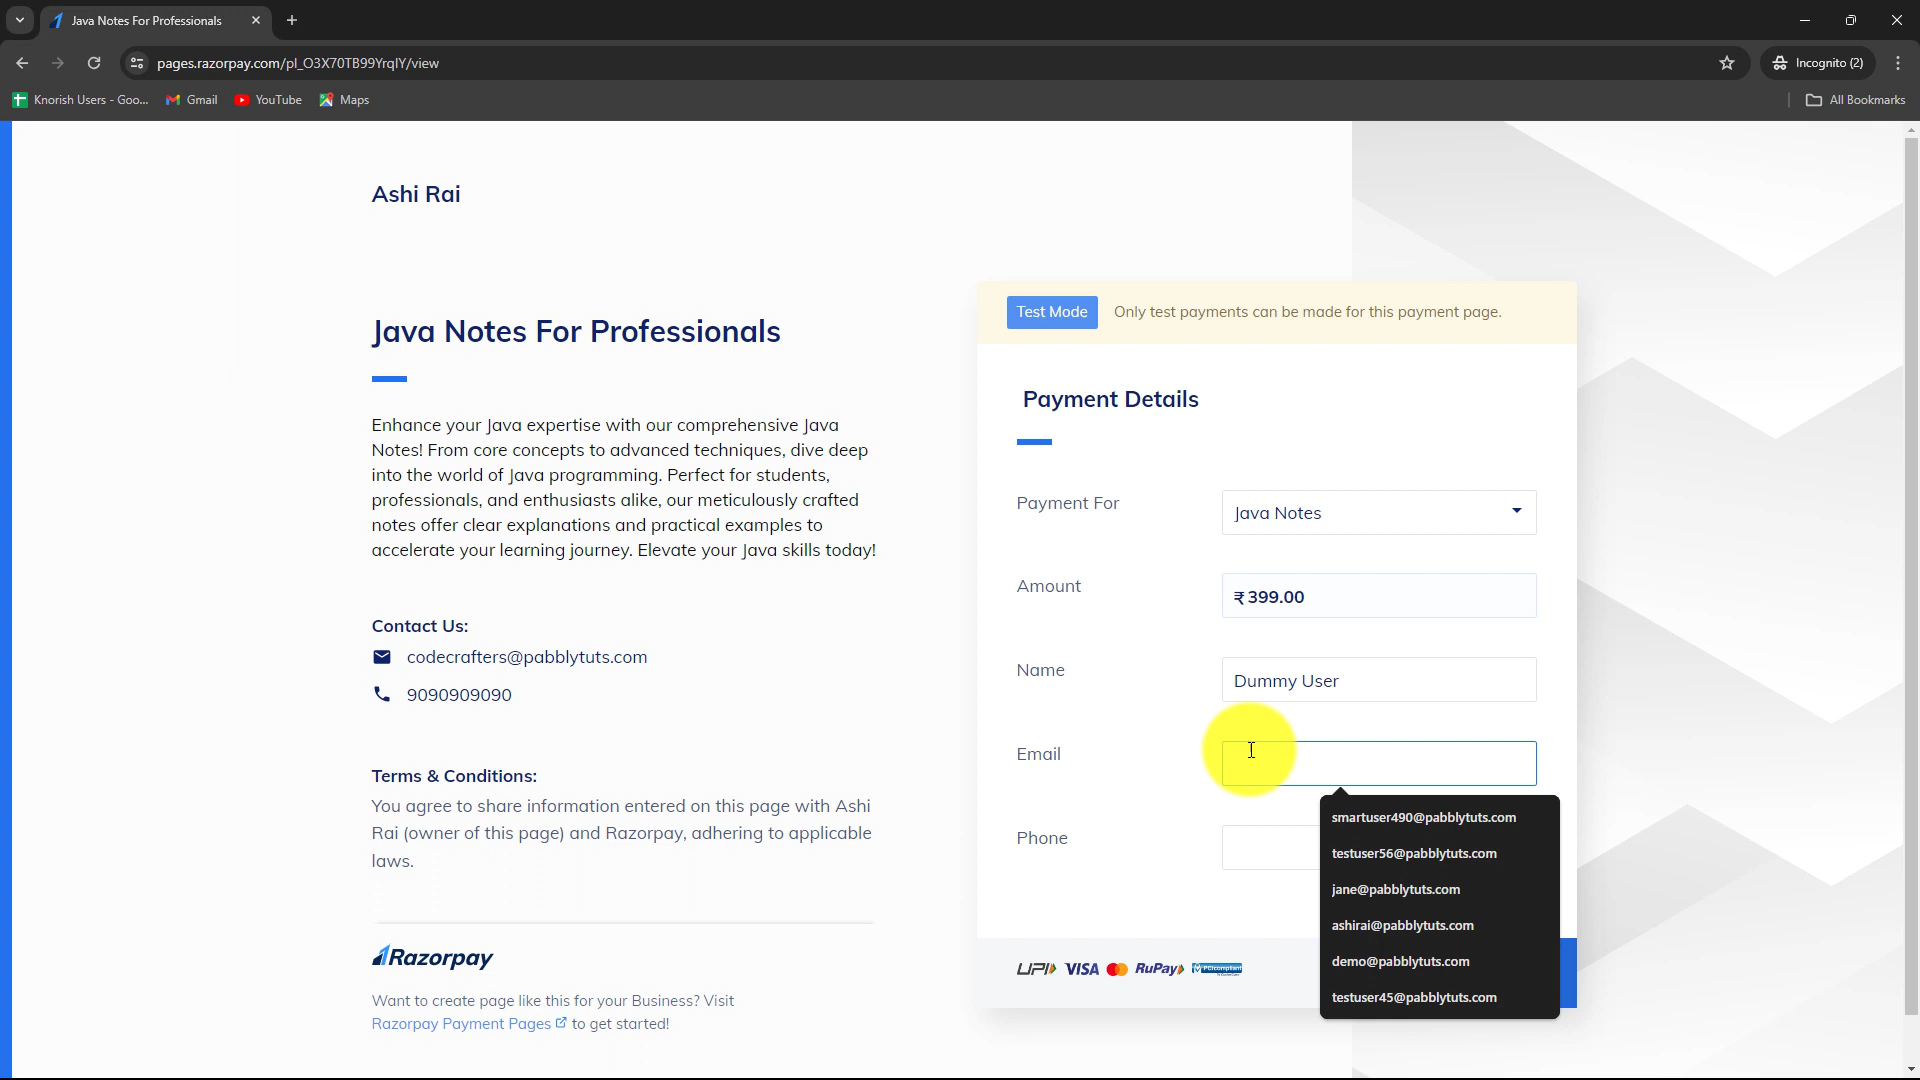 Java Notes For Professionals
pages.razorpay.com/pl_O3X70TB99YrqlY/view
Incognito (2)
Knorish Users - Goo...
Gmail
YouTube
Maps
All Bookmarks
Ashi Rai
Java Notes For Professionals
Enhance your Java expertise with our comprehensive Java
Notes! From core concepts to advanced techniques, dive deep
into the world of Java programming. Perfect for students,
professionals, and enthusiasts alike, our meticulously crafted
notes offer clear explanations and practical examples to
accelerate your learning journey. Elevate your Java skills today!
Contact Us:
codecrafters@pabblytuts.com
9090909090
Terms & Conditions:
You agree to share information entered on this page with Ashi
Rai (owner of this page) and Razorpay, adhering to applicable
laws.
Razorpay
Want to create page like this for your Business? Visit
Razorpay Payment Pages to get started!
Test Mode
Only test payments can be made for this payment page.
Payment Details
Payment For
Java Notes
Amount
₹ 399.00
Name
Dummy User
Email
Phone
smartuser490@pabblytuts.com
testuser56@pabblytuts.com
jane@pabblytuts.com
ashirai@pabblytuts.com
demo@pabblytuts.com
testuser45@pabblytuts.com
UPI VISA RuPay